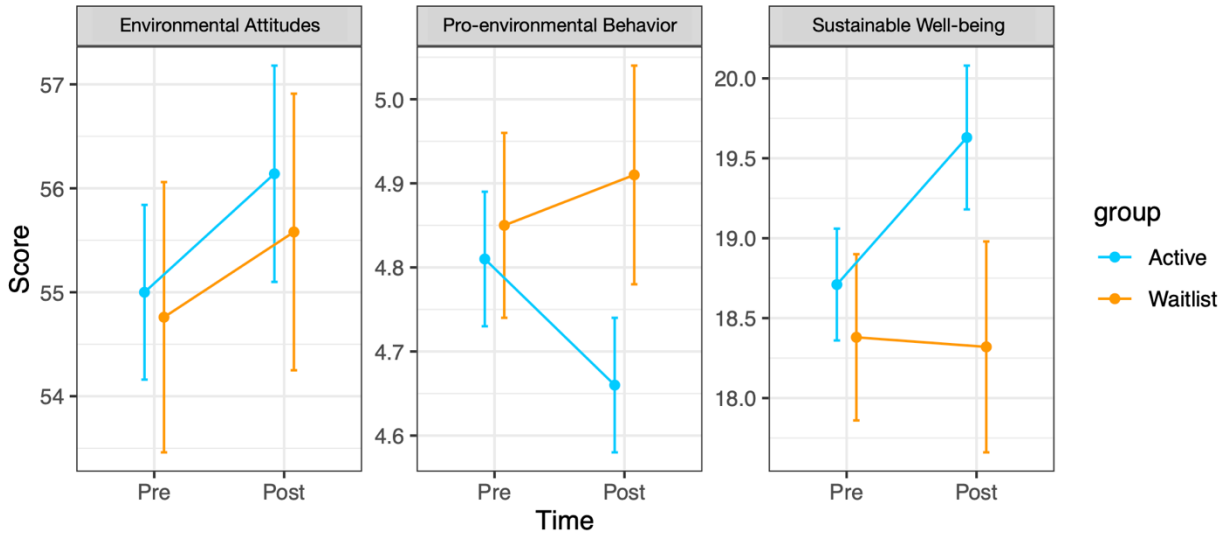 Environmental Attitudes
Pro-environmental Behavior
Sustainable Well-being
Score
57
56
55
54
5.0
4.9
4.8
4.7
4.6
20.0
19.5
19.0
18.5
18.0
Pre
Post
Pre
Post
Pre
Post
Time
group
Active
Waitlist